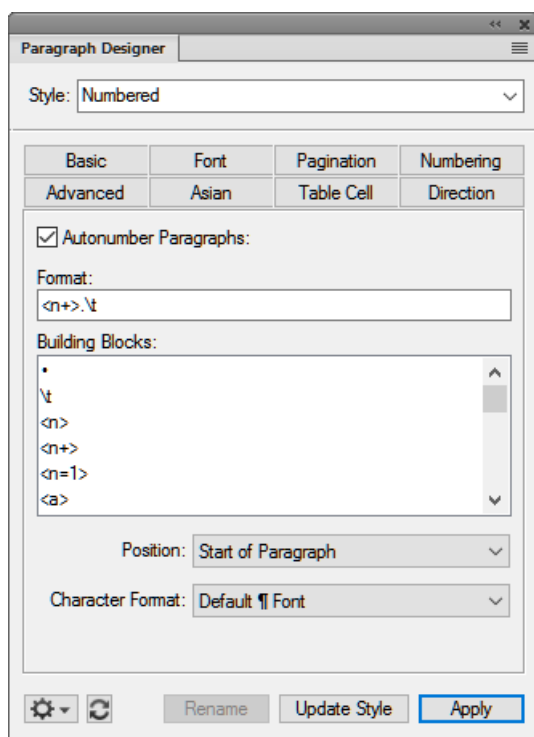 Paragraph Designer
Style: Numbered
Basic Font Pagination Numbering
Advanced Asian Table Cell Direction
Autonumber Paragraphs:
Format:
<n+>.\t
Building Blocks:
•
\t
<n>
<n+>
<n=1>
<a>
Position: Start of Paragraph
Character Format: Default ¶ Font
Rename Update Style Apply